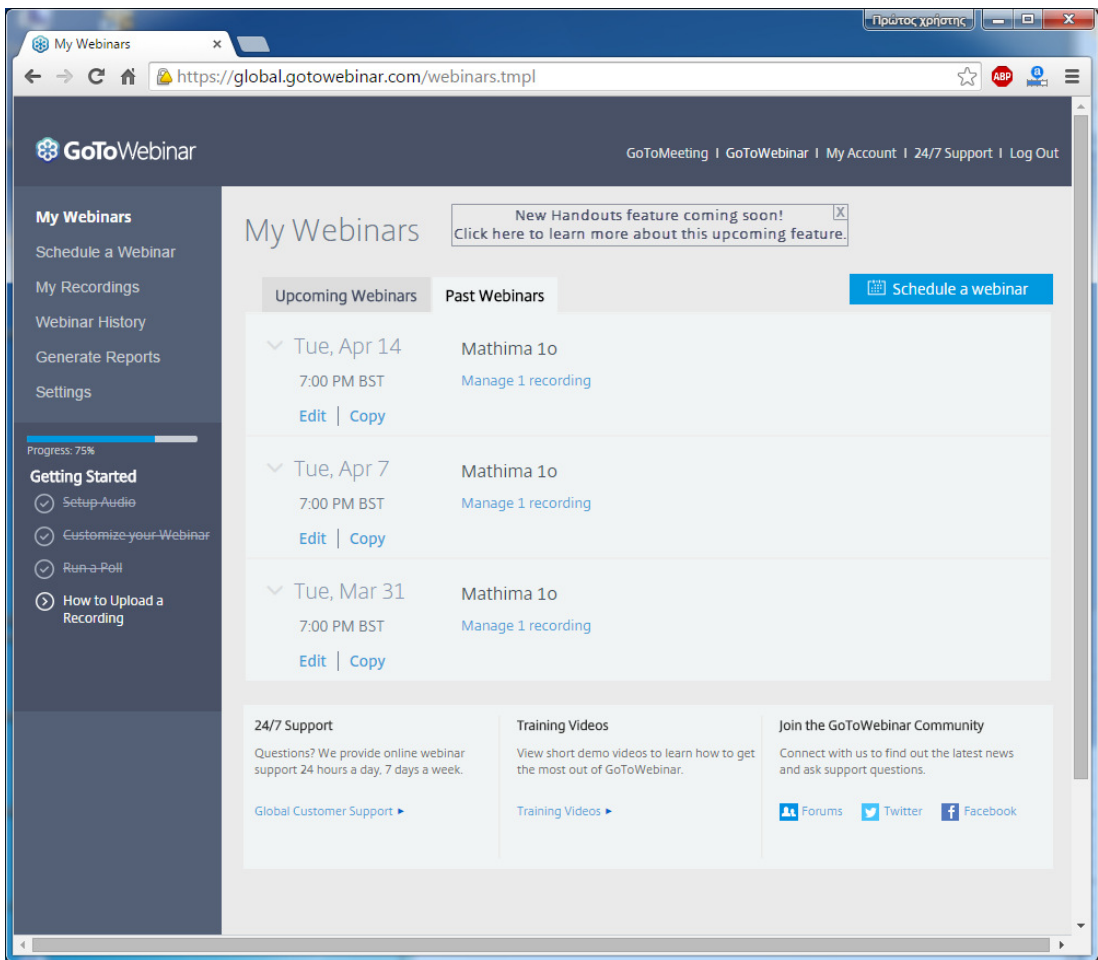 Πρώτος χρήστης
My Webinars
https://global.gotowebinar.com/webinars.tmpl
ABP
a
GoToWebinar
GoToMeeting | GoToWebinar | My Account | 24/7 Support | Log Out
My Webinars
Schedule a Webinar
My Recordings
Webinar History
Generate Reports
Settings
Progress: 75%
Getting Started
Setup Audio
Customize your Webinar
Run a Poll
How to Upload a
Recording
My Webinars
New Handouts feature coming soon!
X
Click here to learn more about this upcoming feature.
Upcoming Webinars
Past Webinars
Schedule a webinar
Tue, Apr 14
Mathima 1o
7:00 PM BST
Manage 1 recording
Edit | Copy
Tue, Apr 7
Mathima 1o
7:00 PM BST
Manage 1 recording
Edit | Copy
Tue, Mar 31
Mathima 1o
7:00 PM BST
Manage 1 recording
Edit | Copy
24/7 Support
Questions? We provide online webinar
support 24 hours a day, 7 days a week.
Global Customer Support ▸
Training Videos
View short demo videos to learn how to get
the most out of GoToWebinar.
Training Videos ▸
Join the GoToWebinar Community
Connect with us to find out the latest news
and ask support questions.
Forums
Twitter
Facebook